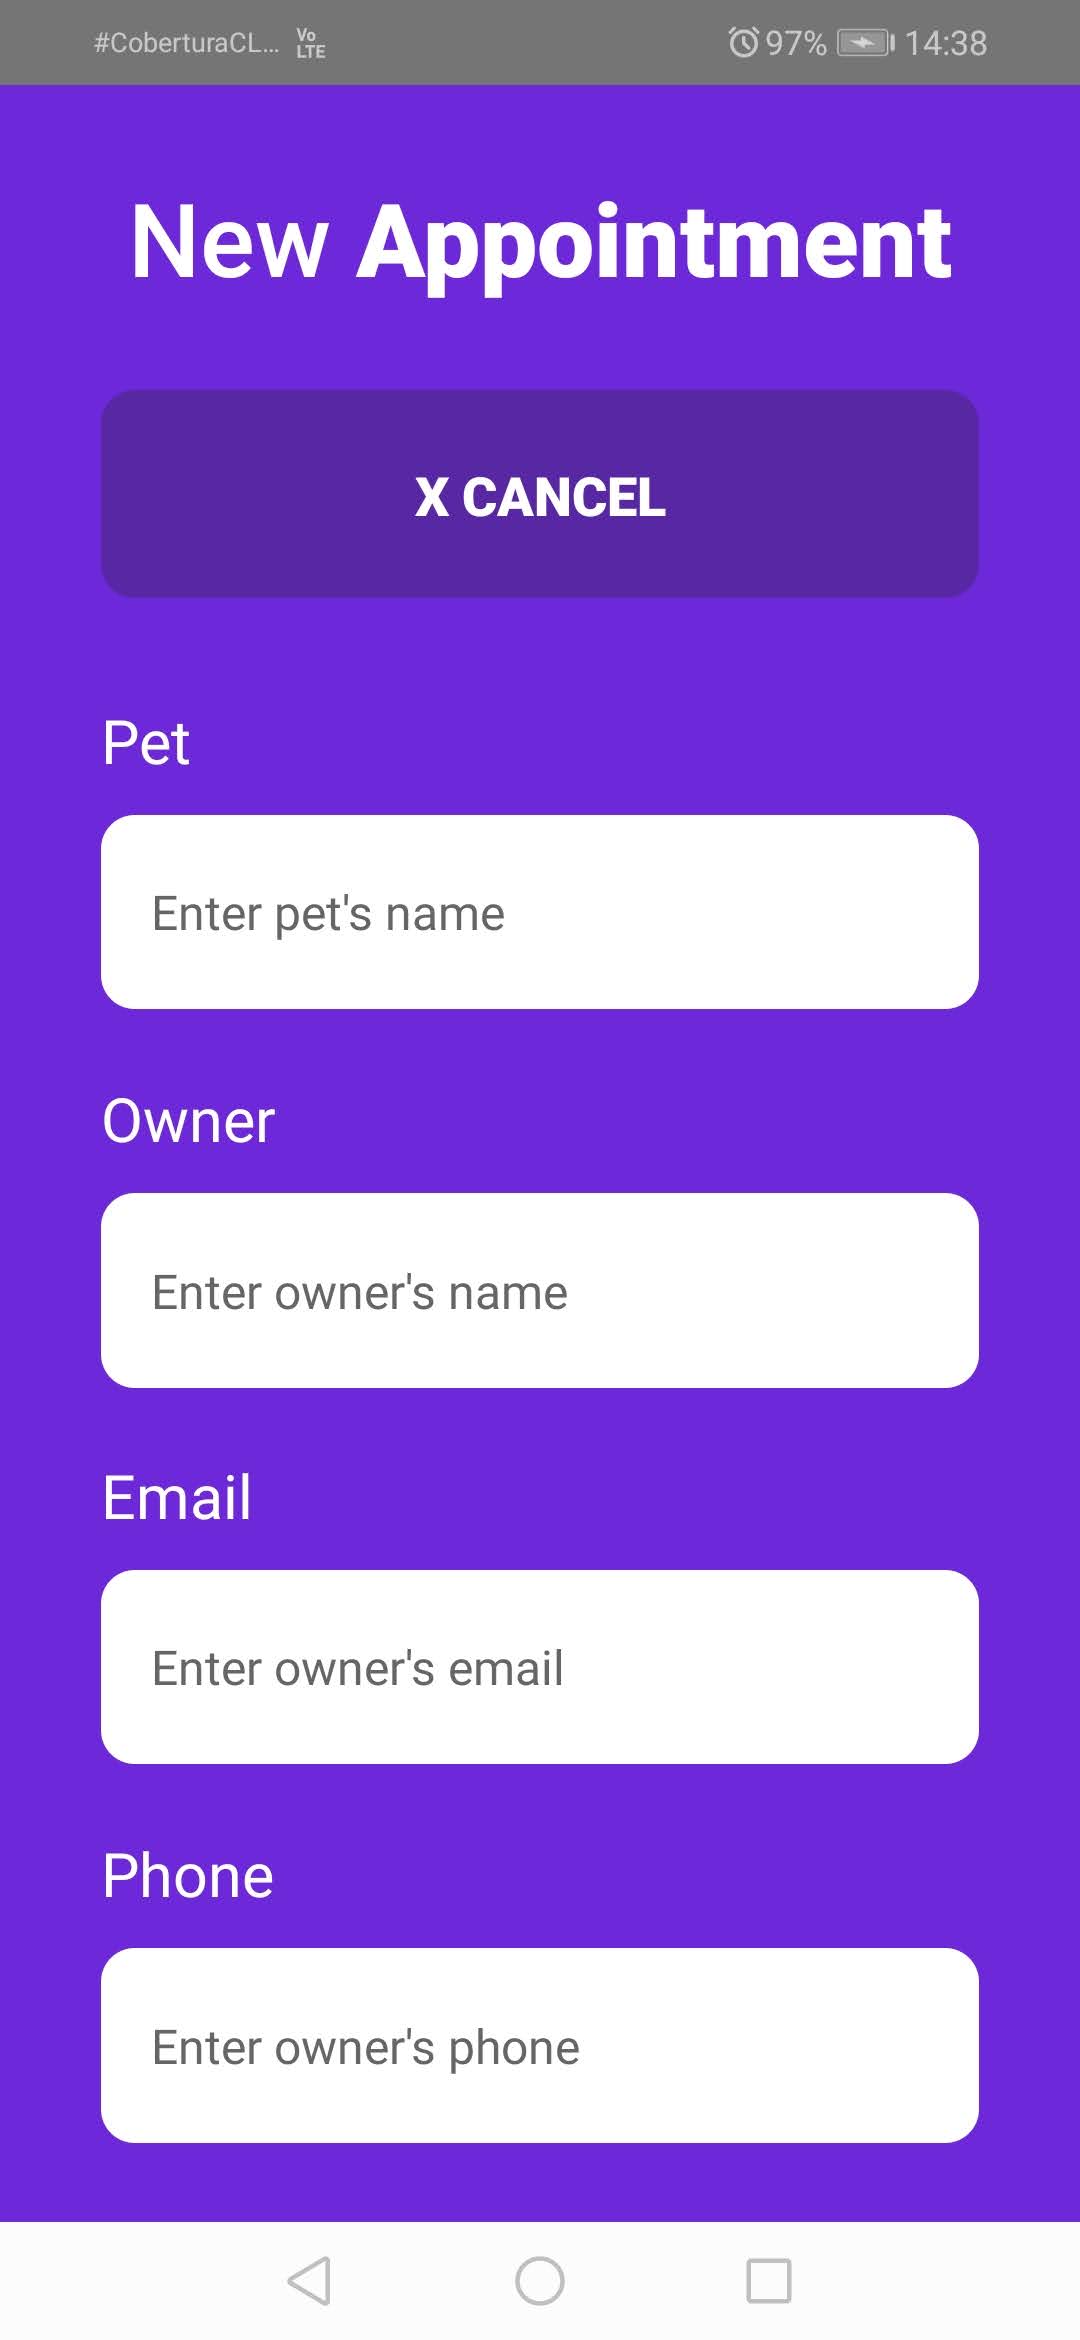 #CoberturaCL... Vo LTE 97% 14:38
New Appointment
X CANCEL
Pet
Enter pet's name
Owner
Enter owner's name
Email
Enter owner's email
Phone
Enter owner's phone